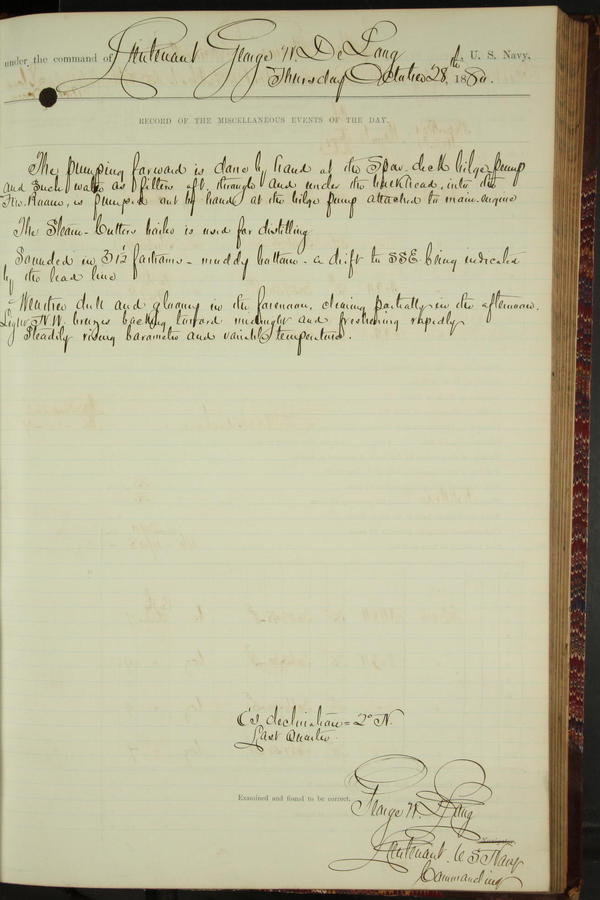 under the command of Lieutenant George W. De Long, U. S. Navy.
Thursday October 28th, 1880.
RECORD OF THE MISCELLANEOUS EVENTS OF THE DAY.
The pumping forward is done by hand at the Spar-deck bilge-pump
and such water as filters aft, through and under the bulkhead, into the
Fire Room, is pumped out by hand at the bilge pump attached to main engine
The Steam-Cutters boiler is used for distilling
Sounded in 31½ fathoms - muddy bottom - a drift to SSE being indicated
by the lead line
Weather dull and gloomy in the forenoon, clearing partially in the afternoon.
Light N.W. breezes backing toward midnight and freshening rapidly
Steadily rising barometer and variable temperature.
☾'s declination = 2° N.
Last Quarter.
Examined and found to be correct.
George W. De Long
Navigator.
Lieutenant. U S Navy
Commanding